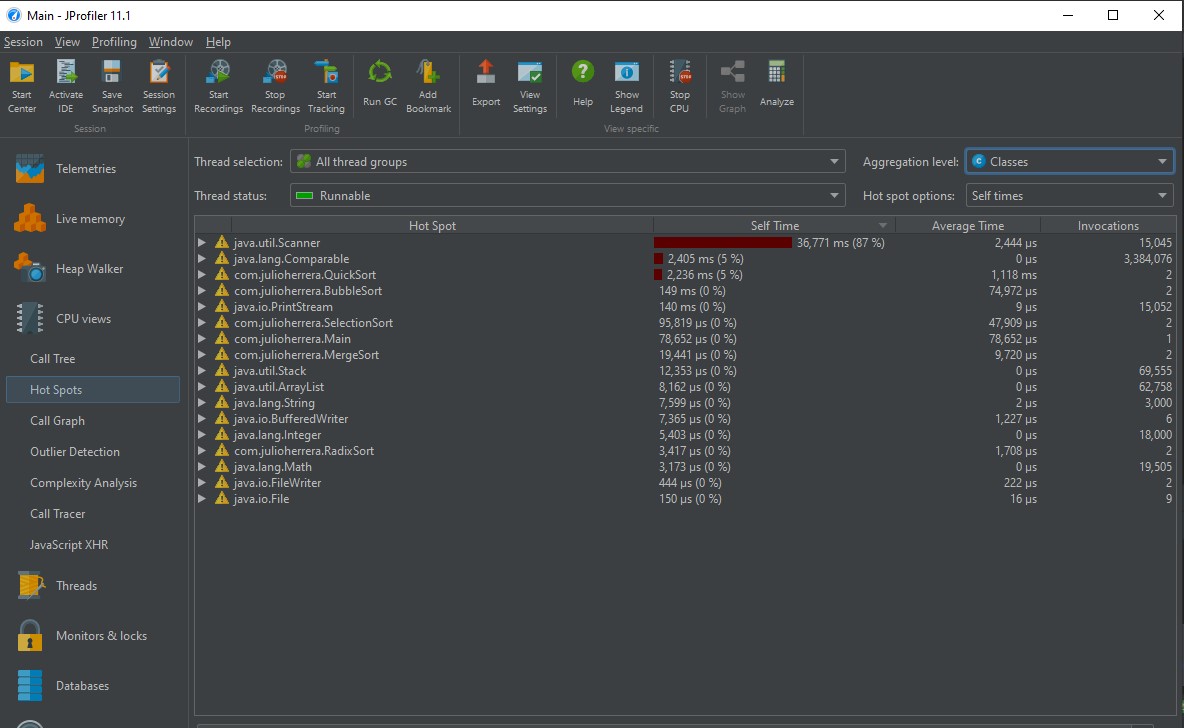 Main - JProfiler 11.1
Session View Profiling Window Help
Start Center
Activate IDE
Save Snapshot
Session Settings
Start Recordings
Stop Recordings
Start Tracking
Run GC
Add Bookmark
Export
View Settings
Help
Show Legend
Stop CPU
Show Graph
Analyze
Session
Profiling
View specific
Telemetries
Live memory
Heap Walker
CPU views
Call Tree
Hot Spots
Call Graph
Outlier Detection
Complexity Analysis
Call Tracer
JavaScript XHR
Threads
Monitors & locks
Databases
Thread selection: All thread groups Aggregation level: C Classes
Thread status: Runnable Hot spot options: Self times
Hot Spot Self Time Average Time Invocations
java.util.Scanner 36,771 ms (87 %) 2,444 µs 15,045
java.lang.Comparable 2,405 ms (5 %) 0 µs 3,384,076
com.julioherrera.QuickSort 2,236 ms (5 %) 1,118 ms 2
com.julioherrera.BubbleSort 149 ms (0 %) 74,972 µs 2
java.io.PrintStream 140 ms (0 %) 9 µs 15,052
com.julioherrera.SelectionSort 95,819 µs (0 %) 47,909 µs 2
com.julioherrera.Main 78,652 µs (0 %) 78,652 µs 1
com.julioherrera.MergeSort 19,441 µs (0 %) 9,720 µs 2
java.util.Stack 12,353 µs (0 %) 0 µs 69,555
java.util.ArrayList 8,162 µs (0 %) 0 µs 62,758
java.lang.String 7,599 µs (0 %) 2 µs 3,000
java.io.BufferedWriter 7,365 µs (0 %) 1,227 µs 6
java.lang.Integer 5,403 µs (0 %) 0 µs 18,000
com.julioherrera.RadixSort 3,417 µs (0 %) 1,708 µs 2
java.lang.Math 3,173 µs (0 %) 0 µs 19,505
java.io.FileWriter 444 µs (0 %) 222 µs 2
java.io.File 150 µs (0 %) 16 µs 9